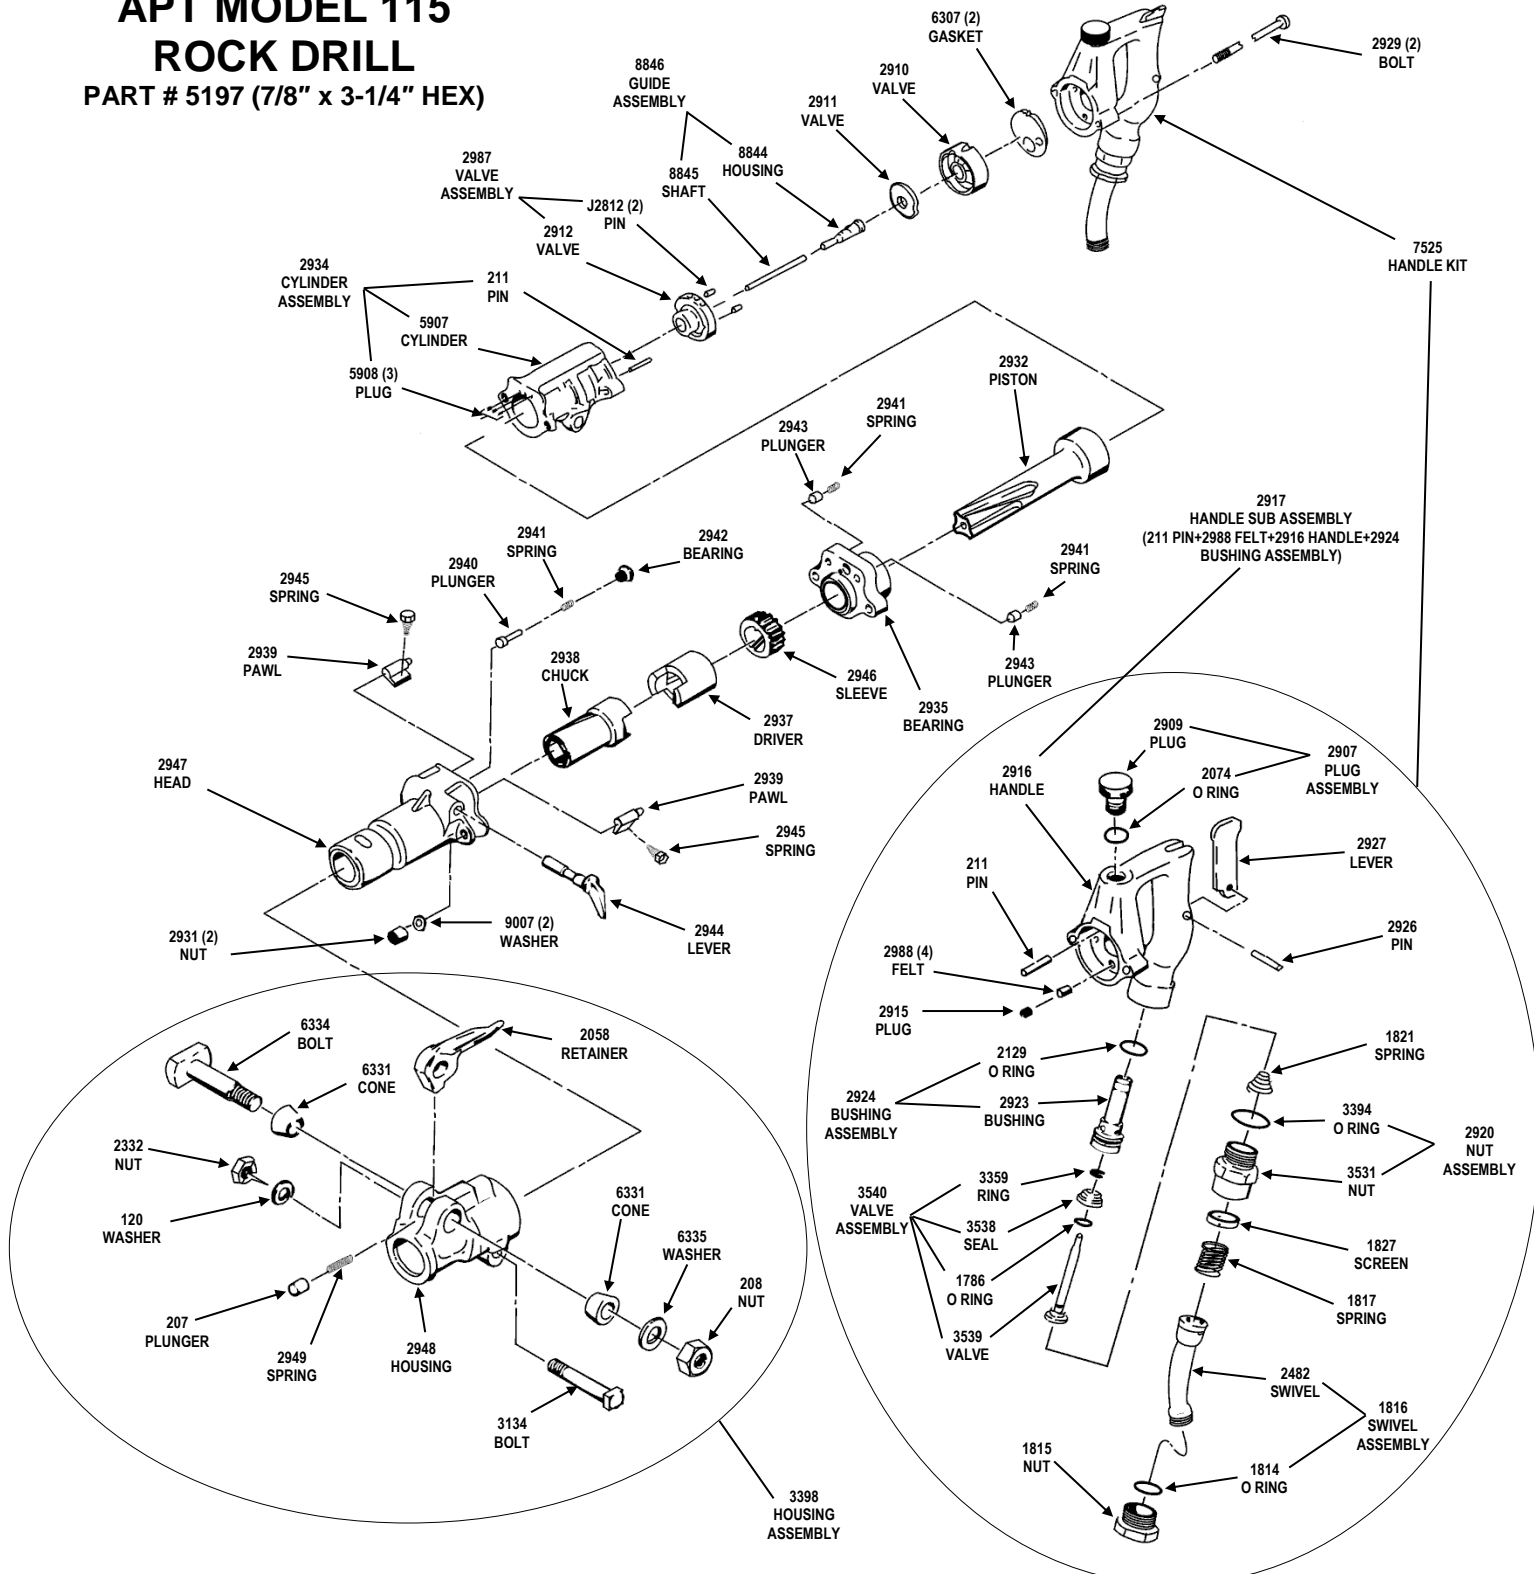 APT MODEL 115
ROCK DRILL
PART # 5197 (7/8" x 3-1/4" HEX)
6307 (2)
GASKET
2929 (2)
BOLT
8846
GUIDE
ASSEMBLY
2910
VALVE
2911
VALVE
8844
HOUSING
8845
SHAFT
2987
VALVE
ASSEMBLY
J2812 (2)
PIN
2912
VALVE
7525
HANDLE KIT
2934
CYLINDER
ASSEMBLY
211
PIN
5907
CYLINDER
5908 (3)
PLUG
2932
PISTON
2941
SPRING
2943
PLUNGER
2917
HANDLE SUB ASSEMBLY
(211 PIN+2988 FELT+2916 HANDLE+2924
BUSHING ASSEMBLY)
2941
SPRING
2942
BEARING
2940
PLUNGER
2941
SPRING
2945
SPRING
2939
PAWL
2938
CHUCK
2946
SLEEVE
2943
PLUNGER
2935
BEARING
2937
DRIVER
2947
HEAD
2939
PAWL
2945
SPRING
2909
PLUG
2907
PLUG
ASSEMBLY
2074
O RING
2916
HANDLE
2927
LEVER
211
PIN
2931 (2)
NUT
9007 (2)
WASHER
2944
LEVER
2988 (4)
FELT
2926
PIN
2915
PLUG
6334
BOLT
2058
RETAINER
6331
CONE
2129
O RING
1821
SPRING
2924
BUSHING
ASSEMBLY
2923
BUSHING
3394
O RING
2920
NUT
ASSEMBLY
2332
NUT
3531
NUT
3359
RING
3540
VALVE
ASSEMBLY
6331
CONE
120
WASHER
3538
SEAL
6335
WASHER
1827
SCREEN
1786
O RING
208
NUT
207
PLUNGER
1817
SPRING
2949
SPRING
2948
HOUSING
3539
VALVE
2482
SWIVEL
1816
SWIVEL
ASSEMBLY
3134
BOLT
1815
NUT
1814
O RING
3398
HOUSING
ASSEMBLY